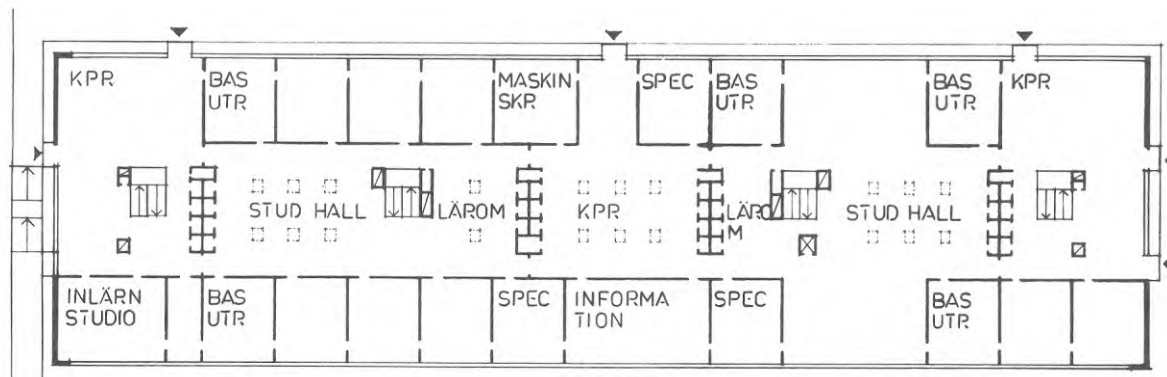 KPR
BAS
UTR
MASKIN
SKR
SPEC
BAS
UTR
BAS
UTR
KPR
STUD HALL
LÄROM
KPR
LÄRO
M
STUD HALL
INLÄRN
STUDIO
BAS
UTR
SPEC
INFORMA
TION
SPEC
BAS
UTR